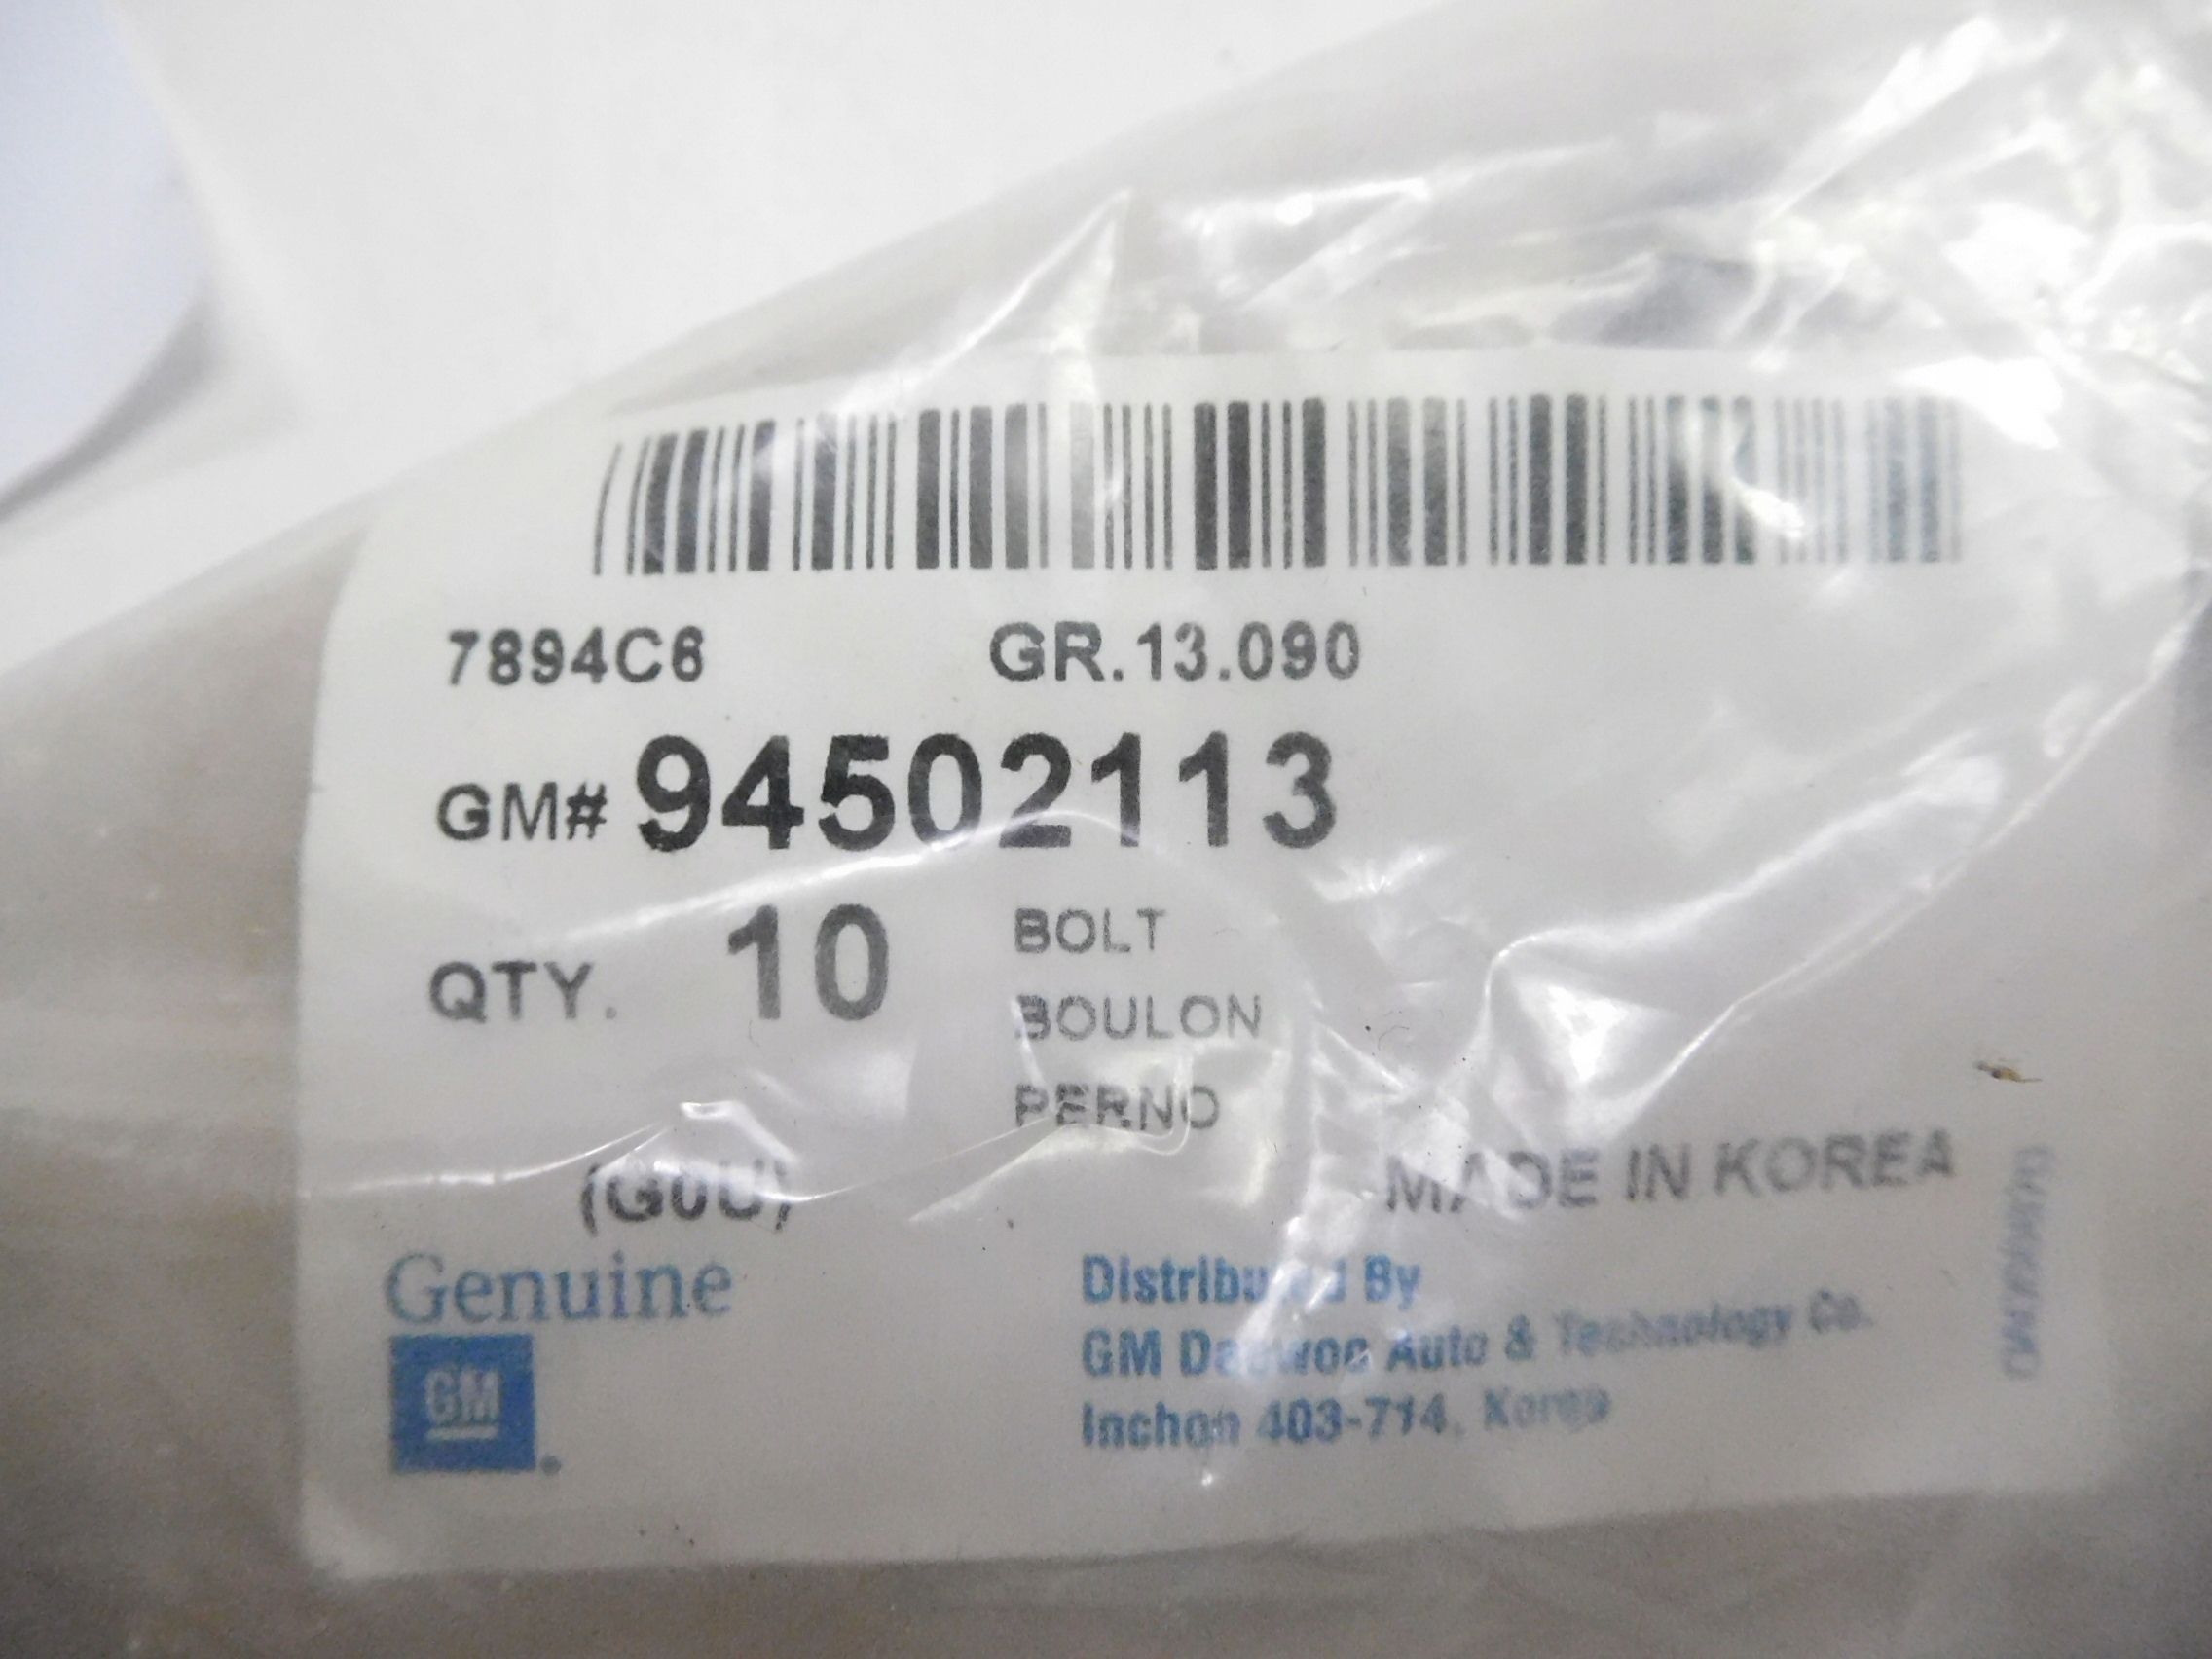 7894C6 GR.13.090
GM# 94502113
QTY. 10 BOLT
BOULON
PERNO
(G0U)
MADE IN KOREA
Genuine
GM
Distributed By
GM Daewoo Auto & Technology Co.
Inchon 403-714, Korea